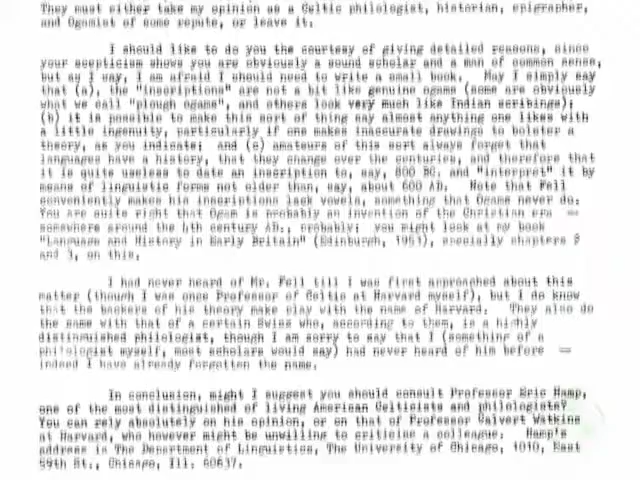 They must either take my opinion as a Celtic philologist, historian, epigrapher,
and Ogamist of some repute, or leave it.
I should like to do you the courtesy of giving detailed reasons, since
your scepticism shows you are obviously a sound scholar and a man of common sense,
but as I say, I am afraid I should need to write a small book. May I simply say
that (a), the "inscriptions" are not a bit like genuine ogams (some are obviously
what we call "plough ogams", and others look very much like Indian scribings);
(b) it is possible to make this sort of thing say almost anything one likes with
a little ingenuity, particularly if one makes inaccurate drawings to bolster a
theory, as you indicate; and (c) amateurs of this sort always forget that
languages have a history, that they change over the centuries, and therefore that
it is quite useless to date an inscription to, say, 800 BC. and "interpret" it by
means of linguistic forms not older than, say, about 600 AD. Note that Fell
conveniently makes his inscriptions lack vowels, something that Ogams never do.
You are quite right that Ogam is probably an invention of the Christian era —
somewhere around the 4th century AD., probably; you might look at my book
"Language and History in Early Britain" (Edinburgh, 1953), specially chapters
and 3, on this.
I had never heard of Mr. Fell till I was first approached about this
matter (though I was once Professor of Celtic at Harvard myself), but I do know
that the backers of his theory make play with the name of Harvard. They also do
the same with that of a certain Swiss who, according to them, is a highly
distinguished philologist, though I am sorry to say that I (something of a
philologist myself, most scholars would say) had never heard of him before —
indeed I have already forgotten the name.
In conclusion, might I suggest you should consult Professor Eric Hamp,
one of the most distinguished of living American Celticists and philologists?
You can rely absolutely on his opinion, or on that of Professor Calvert Watkins
at Harvard, who however might be unwilling to criticise a colleague. Hamp's
address is The Department of Linguistics, The University of Chicago, 1010, East
59th St., Chicago, Ill. 60637.